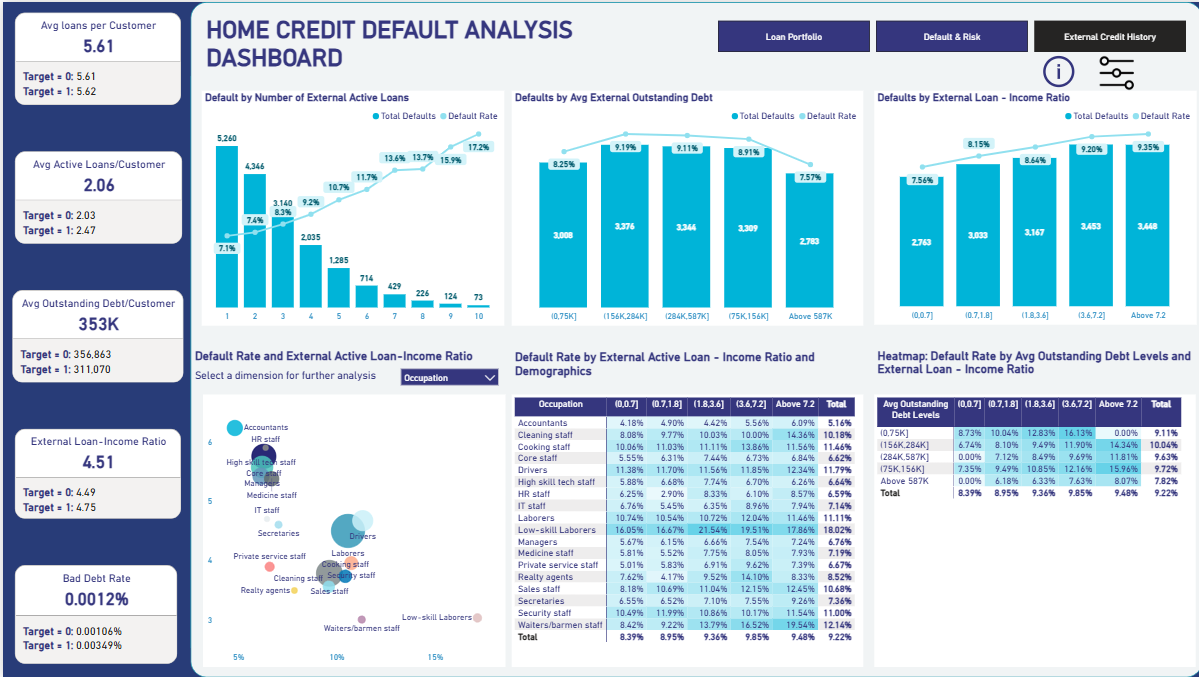 Avg loans per Customer
5.61
Target = 0: 5.61
Target = 1: 5.62
Avg Active Loans/Customer
2.06
Target = 0: 2.03
Target = 1: 2.47
Avg Outstanding Debt/Customer
353K
Target = 0: 356,863
Target = 1: 311,070
External Loan-Income Ratio
4.51
Target = 0: 4.49
Target = 1: 4.75
Bad Debt Rate
0.0012%
Target = 0: 0.00106%
Target = 1: 0.00349%
HOME CREDIT DEFAULT ANALYSIS
DASHBOARD
Loan Portfolio
Default & Risk
External Credit History
i
Default by Number of External Active Loans
Total Defaults Default Rate
5,260
4,346
3,140
2,035
1,285
714
429
226
124
73
7.1%
7.4%
8.3%
9.2%
10.7%
11.7%
13.6%
13.7%
15.9%
17.2%
1 2 3 4 5 6 7 8 9 10
Defaults by Avg External Outstanding Debt
Total Defaults Default Rate
8.25% 9.19% 9.11% 8.91% 7.57%
3,008 3,376 3,344 3,309 2,783
(0,75K] (156K,284K] (284K,587K] (75K,156K] Above 587K
Defaults by External Loan - Income Ratio
Total Defaults Default Rate
7.56% 8.15% 8.64% 9.20% 9.35%
2,763 3,033 3,167 3,453 3,448
(0,0.7] (0.7,1.8] (1.8,3.6] (3.6,7.2] Above 7.2
Default Rate and External Active Loan-Income Ratio
Select a dimension for further analysis
Occupation
6
5
4
3
Accountants
HR staff
High skill tech staff
Core staff
Managers
Medicine staff
IT staff
Secretaries
Drivers
Private service staff
Laborers
Cooking staff
Cleaning staff
Security staff
Realty agents
Sales staff
Low-skill Laborers
Waiters/barmen staff
5% 10% 15%
Default Rate by External Active Loan - Income Ratio and
Demographics
Occupation (0,0.7] (0.7,1.8] (1.8,3.6] (3.6,7.2] Above 7.2 Total
Accountants 4.18% 4.90% 4.42% 5.56% 6.09% 5.16%
Cleaning staff 8.08% 9.77% 10.03% 10.00% 14.36% 10.18%
Cooking staff 10.06% 11.03% 11.11% 13.86% 11.56% 11.46%
Core staff 5.55% 6.31% 7.44% 6.73% 6.84% 6.62%
Drivers 11.38% 11.70% 11.56% 11.85% 12.34% 11.79%
High skill tech staff 5.88% 6.68% 7.74% 6.70% 6.26% 6.64%
HR staff 6.25% 2.90% 8.33% 6.10% 8.57% 6.59%
IT staff 6.76% 5.45% 6.35% 8.96% 7.94% 7.14%
Laborers 10.74% 10.54% 10.72% 12.04% 11.46% 11.11%
Low-skill Laborers 16.05% 16.67% 21.54% 19.51% 17.86% 18.02%
Managers 5.67% 6.15% 6.66% 7.54% 7.24% 6.76%
Medicine staff 5.81% 5.52% 7.75% 8.05% 7.93% 7.19%
Private service staff 5.01% 5.83% 6.91% 9.62% 7.39% 6.67%
Realty agents 7.62% 4.17% 9.52% 14.10% 8.33% 8.52%
Sales staff 8.18% 10.69% 11.04% 12.15% 12.45% 10.68%
Secretaries 6.55% 6.52% 7.10% 7.55% 9.26% 7.36%
Security staff 10.49% 11.99% 10.86% 10.17% 11.54% 11.00%
Waiters/barmen staff 8.42% 9.22% 13.79% 16.52% 19.54% 12.14%
Total 8.39% 8.95% 9.36% 9.85% 9.48% 9.22%
Heatmap: Default Rate by Avg Outstanding Debt Levels and
External Loan - Income Ratio
Avg Outstanding (0,0.7] (0.7,1.8] (1.8,3.6] (3.6,7.2] Above 7.2 Total
Debt Levels
(0,75K] 8.73% 10.04% 12.83% 16.13% 0.00% 9.11%
(156K,284K] 6.74% 8.10% 9.49% 11.90% 14.34% 10.04%
(284K,587K] 0.00% 7.12% 8.49% 9.69% 11.81% 9.63%
(75K,156K] 7.35% 9.49% 10.85% 12.16% 15.96% 9.72%
Above 587K 0.00% 6.18% 6.33% 7.63% 8.07% 7.82%
Total 8.39% 8.95% 9.36% 9.85% 9.48% 9.22%